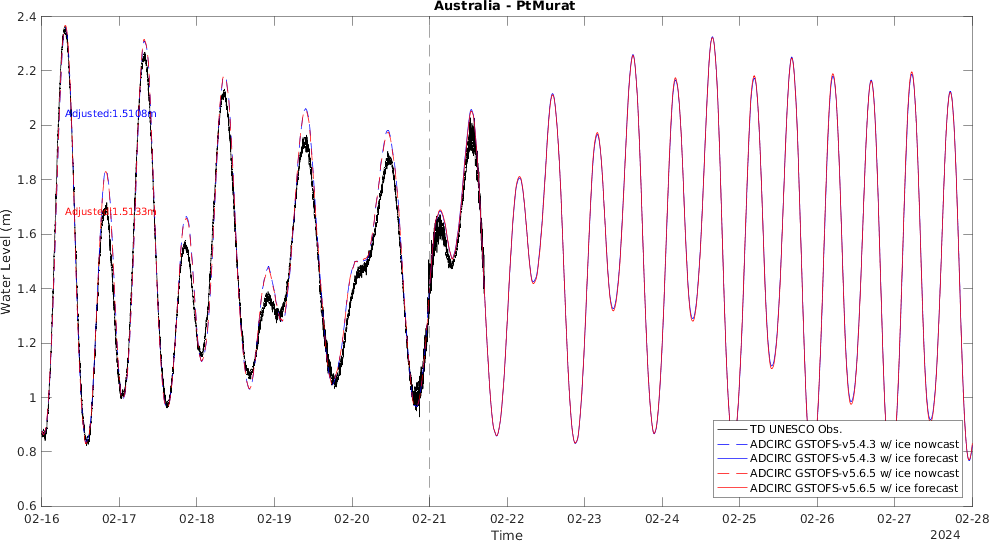 Australia - PtMurat
2.4
2.2
2
1.8
1.6
1.4
1.2
1
0.8
0.6
Water Level (m)
Adjusted:1.5108m
Adjusted:1.5133m
TD UNESCO Obs.
ADCIRC GSTOFS-v5.4.3 w/ ice nowcast
ADCIRC GSTOFS-v5.4.3 w/ ice forecast
ADCIRC GSTOFS-v5.6.5 w/ ice nowcast
ADCIRC GSTOFS-v5.6.5 w/ ice forecast
02-16 02-17 02-18 02-19 02-20 02-21 02-22 02-23 02-24 02-25 02-26 02-27 02-28
Time
2024